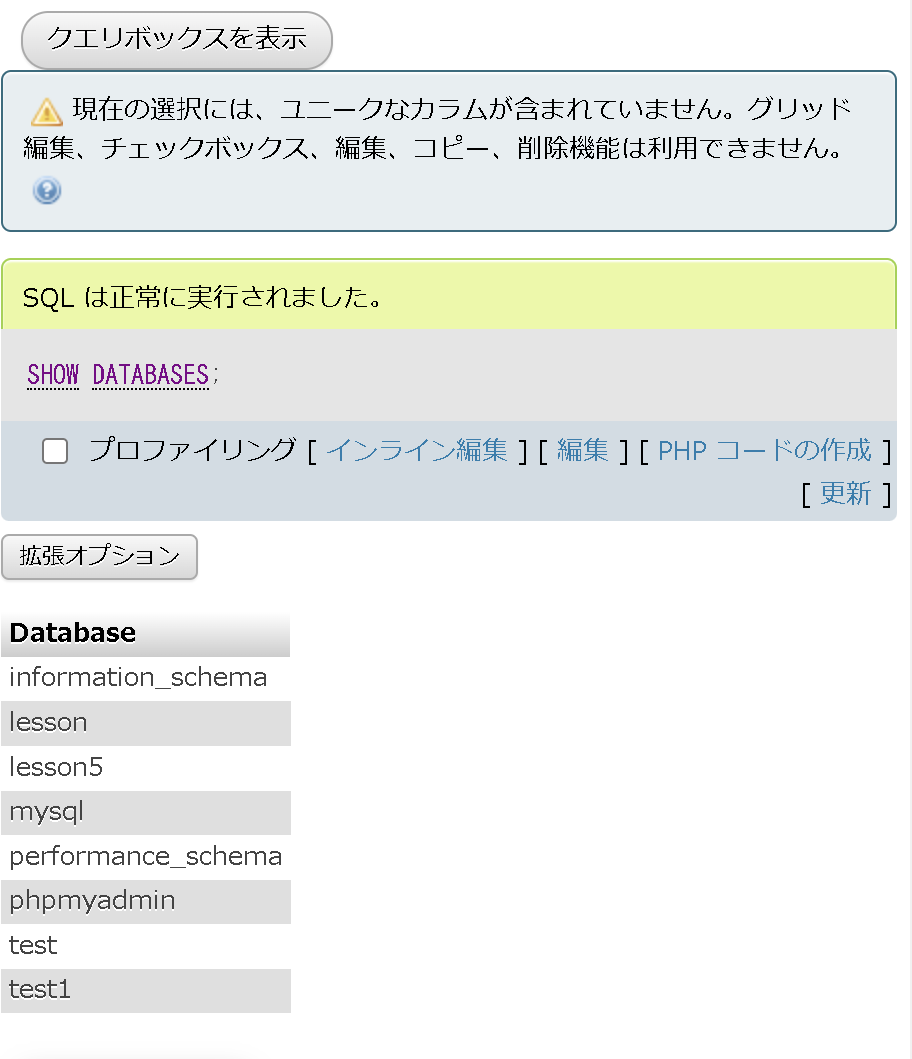 クエリボックスを表示
現在の選択には、ユニークなカラムが含まれていません。グリッド
編集、チェックボックス、編集、コピー、削除機能は利用できません。
SQL は正常に実行されました。
SHOW DATABASES;
プロファイリング [ インライン編集 ] [ 編集 ] [ PHP コードの作成 ]
[ 更新 ]
拡張オプション
Database
information_schema
lesson
lesson5
mysql
performance_schema
phpmyadmin
test
test1